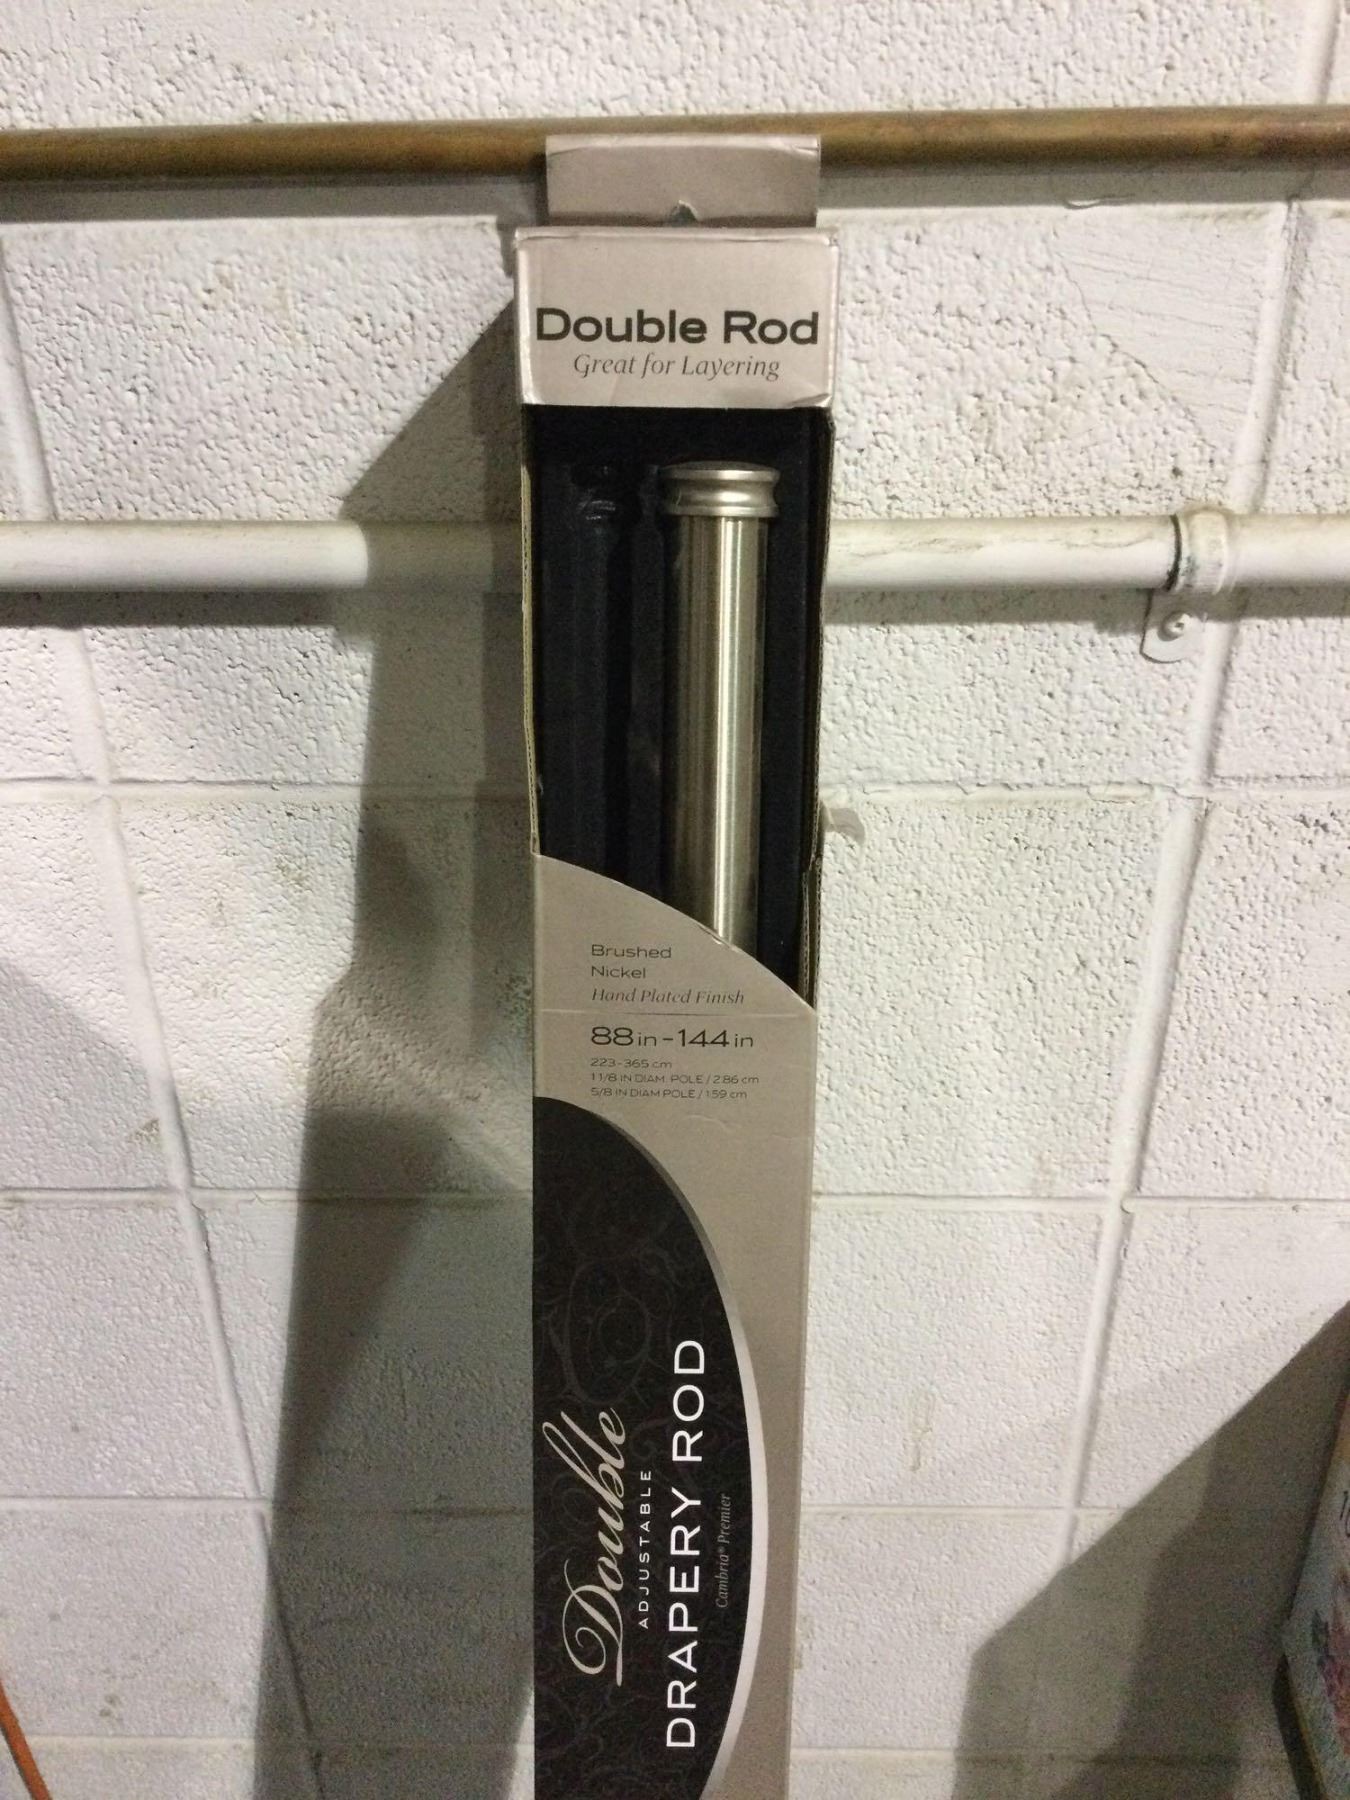 Double Rod
Great for Layering
Brushed
Nickel
Hand Plated Finish
88in-144in
223-365 cm
1 1/8 IN DIAM. POLE / 2.86 cm
5/8 IN DIAM POLE / 1.59 cm
Double
ADJUSTABLE
DRAPERY ROD
Cambria® Premier